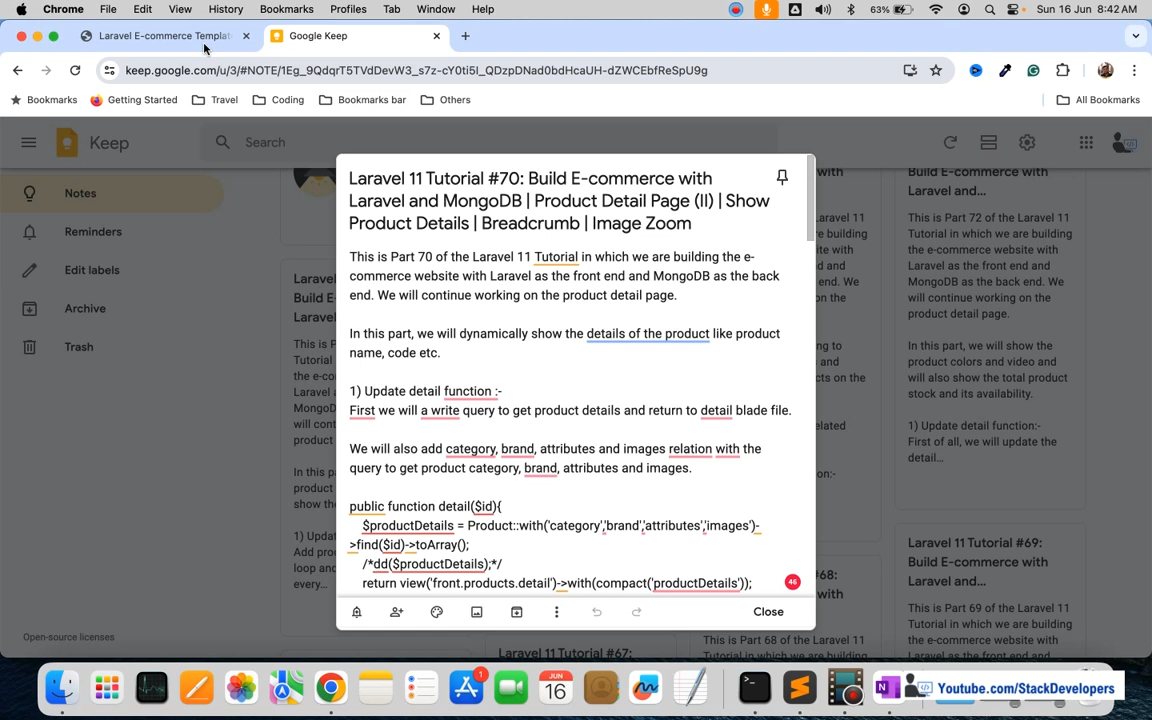 Chrome File Edit View History Bookmarks Profiles Tab Window Help 63% Sun 16 Jun 8:42 AM
Laravel E-commerce Templat Google Keep
keep.google.com/u/3/#NOTE/1Eg_9QdqrT5TVdDevW3_s7z-cY0ti5I_QDzpDNad0bdHcaUH-dZWCEbfReSpU9g
Bookmarks Getting Started Travel Coding Bookmarks bar Others All Bookmarks
Keep Search
Notes
Reminders
Edit labels
Archive
Trash
Open-source licenses
Laravel 11 Tutorial #70: Build E-commerce with
Laravel and MongoDB | Product Detail Page (II) | Show
Product Details | Breadcrumb | Image Zoom
This is Part 70 of the Laravel 11 Tutorial in which we are building the e-
commerce website with Laravel as the front end and MongoDB as the back
end. We will continue working on the product detail page.
In this part, we will dynamically show the details of the product like product
name, code etc.
1) Update detail function :-
First we will a write query to get product details and return to detail blade file.
We will also add category, brand, attributes and images relation with the
query to get product category, brand, attributes and images.
public function detail($id){
$productDetails = Product::with('category','brand','attributes','images')-
>find($id)->toArray();
/*dd($productDetails);*/
return view('front.products.detail')->with(compact('productDetails'));
46
Close
Build E-commerce with
Laravel and...
This is Part 72 of the Laravel 11
Tutorial in which we are building
the e-commerce website with
Laravel as the front end and
MongoDB as the back end. We
will continue working on the
product detail page.
In this part, we will show the
product colors and video and
will also show the total product
stock and its availability.
1) Update detail function:-
First of all, we will update the
detail...
Laravel 11 Tutorial #69:
Build E-commerce with
Laravel and MongoDB |...
This is Part 69 of the Laravel 11
Tutorial in which we are building
This is Part 68 of the Laravel 11
Tutorial in which we are building
Laravel 11 Tutorial #67:
1
JUN
16
Youtube.com/StackDevelopers